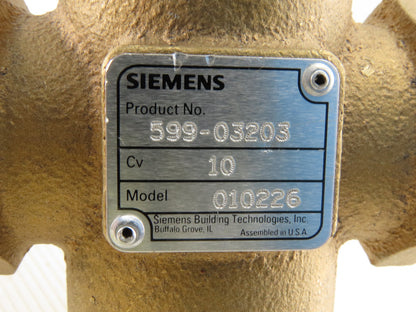 SIEMENS
Product No.
599-03203
Cv 10
Model 010226
Siemens Building Technologies, Inc.
Buffalo Grove, IL Assembled in U.S.A.